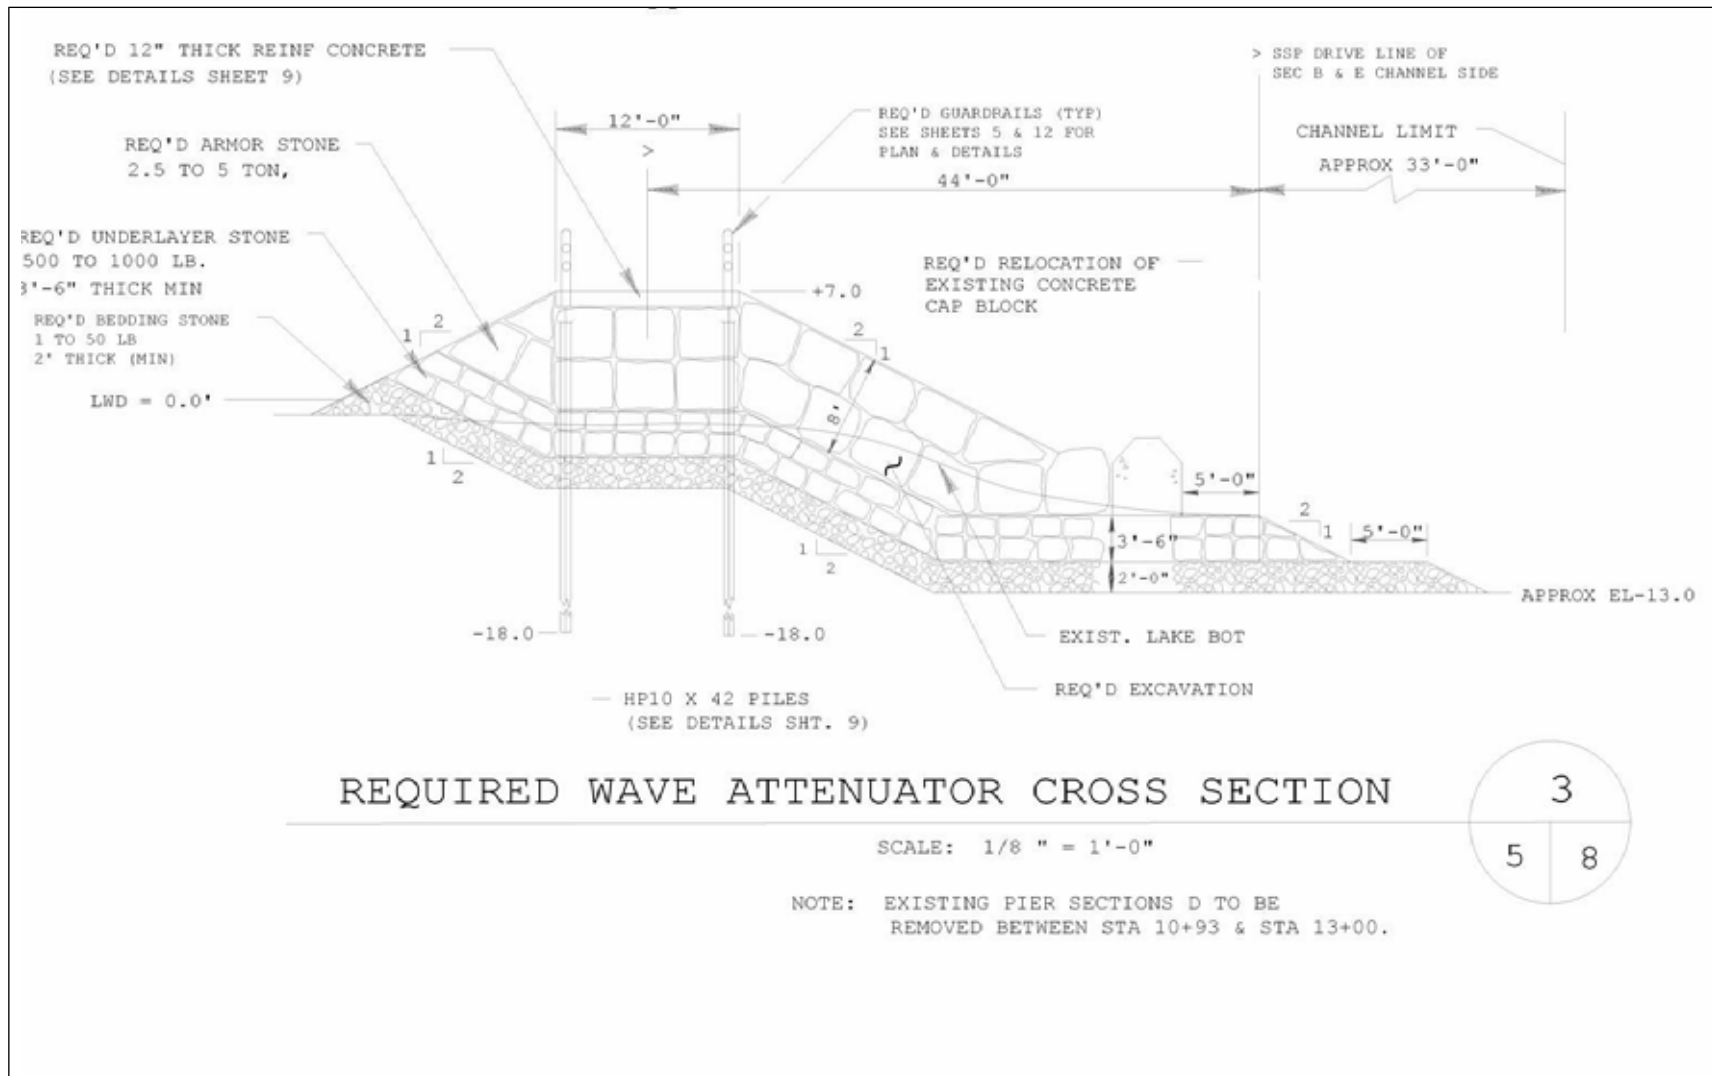 REQ'D 12" THICK REINF CONCRETE
(SEE DETAILS SHEET 9)
> SSP DRIVE LINE OF
SEC B & E CHANNEL SIDE
12'-0"
>
REQ'D GUARDRAILS (TYP)
SEE SHEETS 5 & 12 FOR
PLAN & DETAILS
CHANNEL LIMIT
APPROX 33'-0"
REQ'D ARMOR STONE
2.5 TO 5 TON,
44'-0"
REQ'D UNDERLAYER STONE
500 TO 1000 LB.
3'-6" THICK MIN
REQ'D RELOCATION OF
EXISTING CONCRETE
CAP BLOCK
+7.0
REQ'D BEDDING STONE
1 TO 50 LB
2' THICK (MIN)
1
2
2
1
LWD = 0.0'
8'
1
2
5'-0"
2
1
5'-0"
3'-6"
1
2
2'-0"
APPROX EL-13.0
-18.0
-18.0
EXIST. LAKE BOT
REQ'D EXCAVATION
HP10 X 42 PILES
(SEE DETAILS SHT. 9)
REQUIRED WAVE ATTENUATOR CROSS SECTION
3
5
8
SCALE: 1/8 " = 1'-0"
NOTE: EXISTING PIER SECTIONS D TO BE
REMOVED BETWEEN STA 10+93 & STA 13+00.